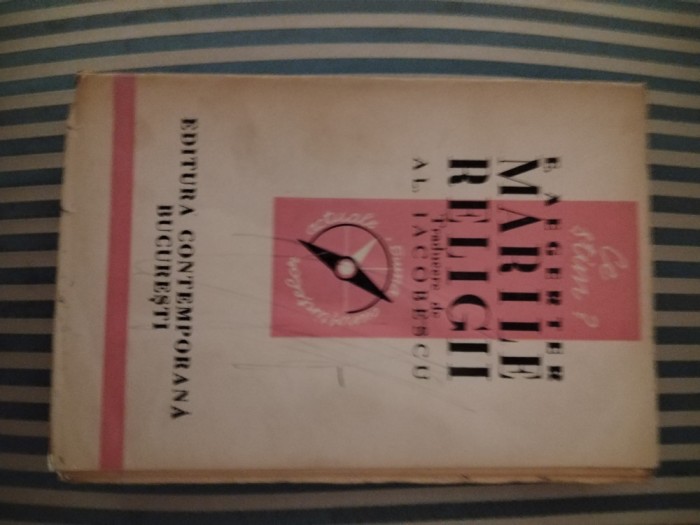 Ce
știm?
E. AEGERTER
MARILE
RELIGII
Traducere de
AL. IACOBESCU
EDITURA CONTEMPORANĂ
BUCUREȘTI